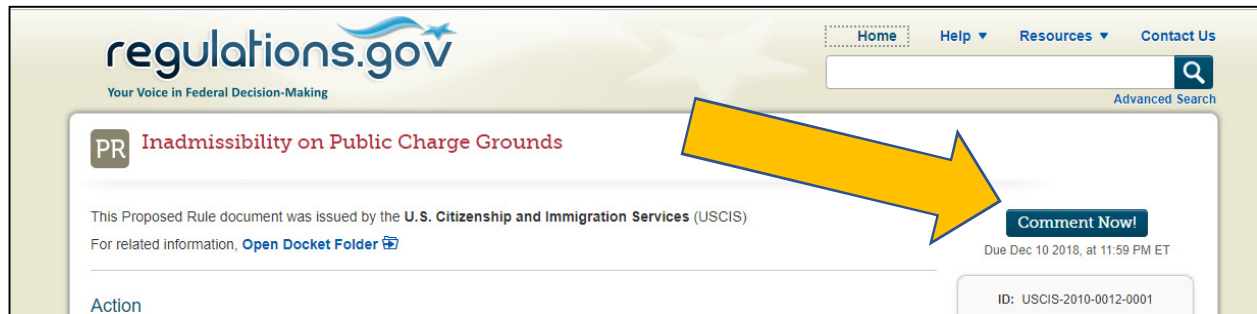 regulations.gov
Your Voice in Federal Decision-Making
Home Help ▼ Resources ▼ Contact Us
Advanced Search
PR Inadmissibility on Public Charge Grounds
This Proposed Rule document was issued by the U.S. Citizenship and Immigration Services (USCIS)
For related information, Open Docket Folder
Comment Now!
Due Dec 10 2018, at 11:59 PM ET
Action
ID: USCIS-2010-0012-0001